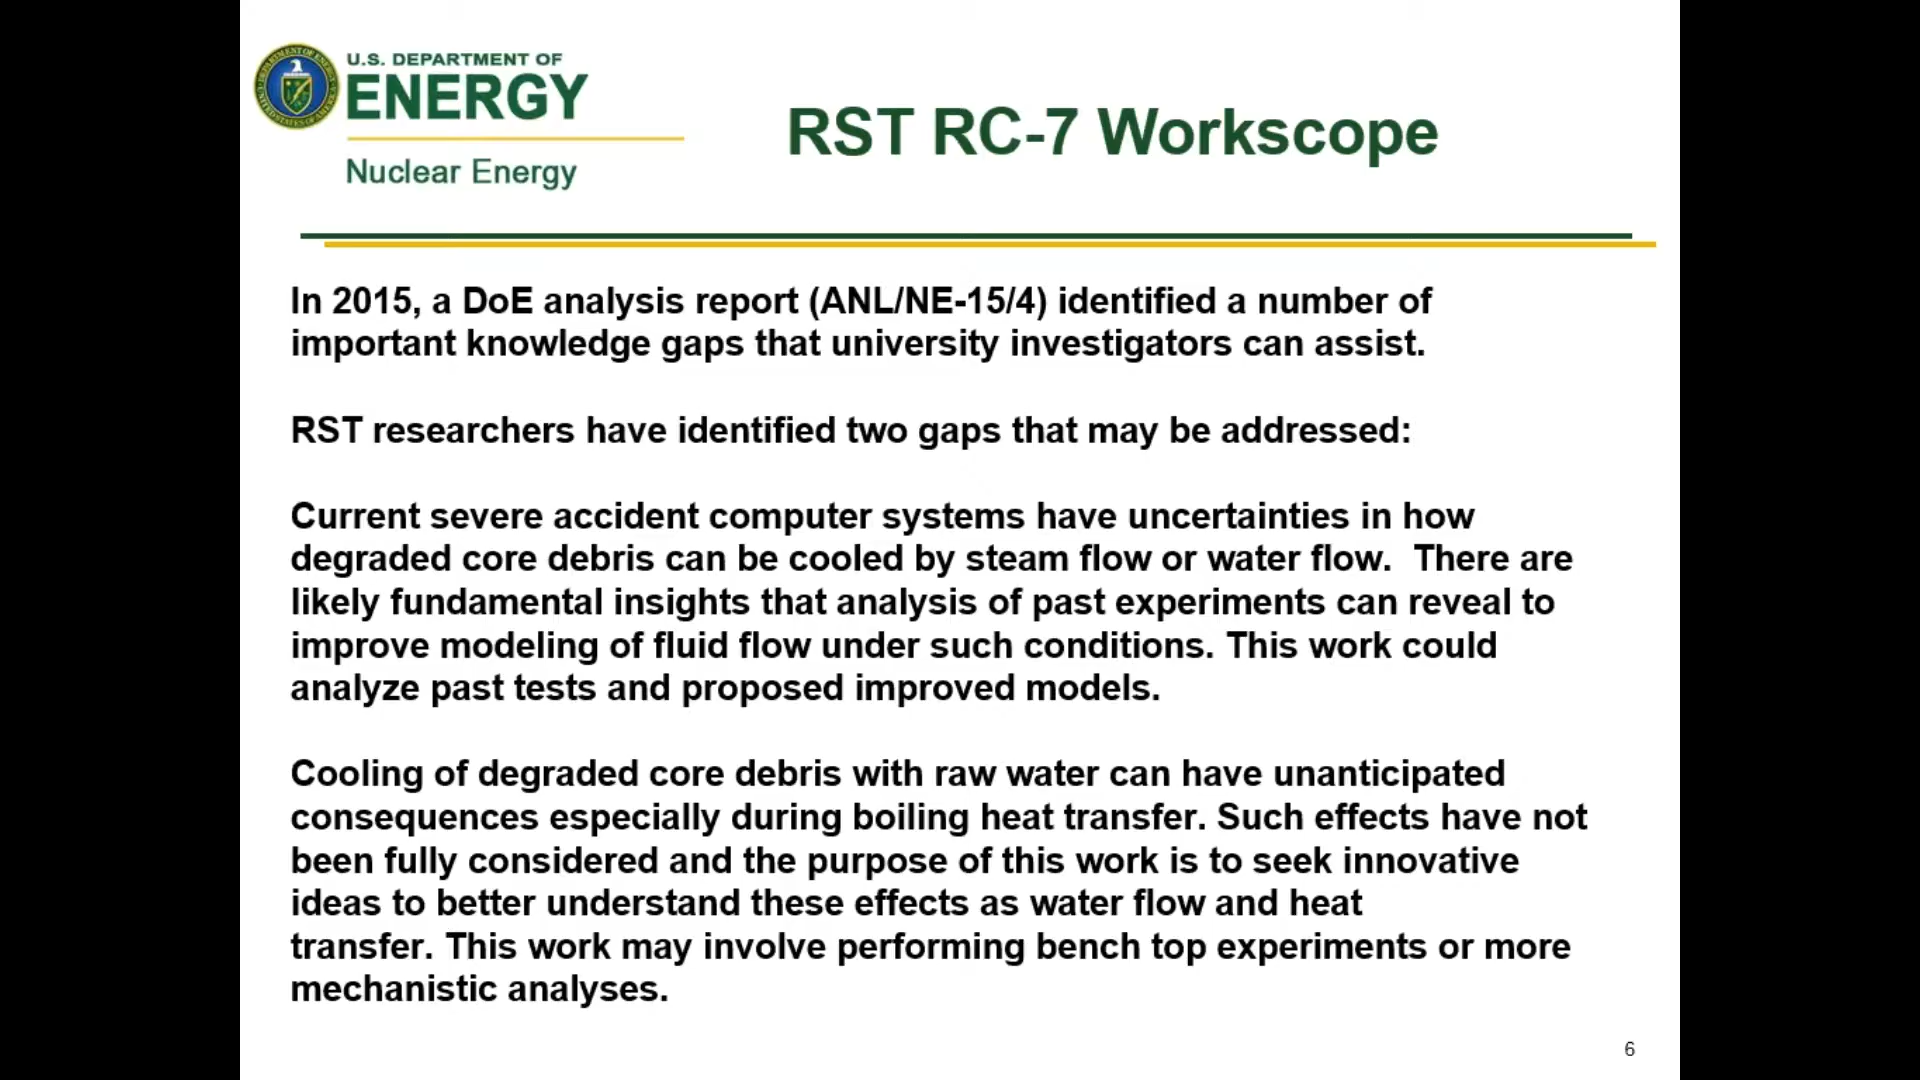 U.S. DEPARTMENT OF
ENERGY
Nuclear Energy
RST RC-7 Workscope
In 2015, a DoE analysis report (ANL/NE-15/4) identified a number of
important knowledge gaps that university investigators can assist.
RST researchers have identified two gaps that may be addressed:
Current severe accident computer systems have uncertainties in how
degraded core debris can be cooled by steam flow or water flow.  There are
likely fundamental insights that analysis of past experiments can reveal to
improve modeling of fluid flow under such conditions. This work could
analyze past tests and proposed improved models.
Cooling of degraded core debris with raw water can have unanticipated
consequences especially during boiling heat transfer. Such effects have not
been fully considered and the purpose of this work is to seek innovative
ideas to better understand these effects as water flow and heat
transfer. This work may involve performing bench top experiments or more
mechanistic analyses.
6